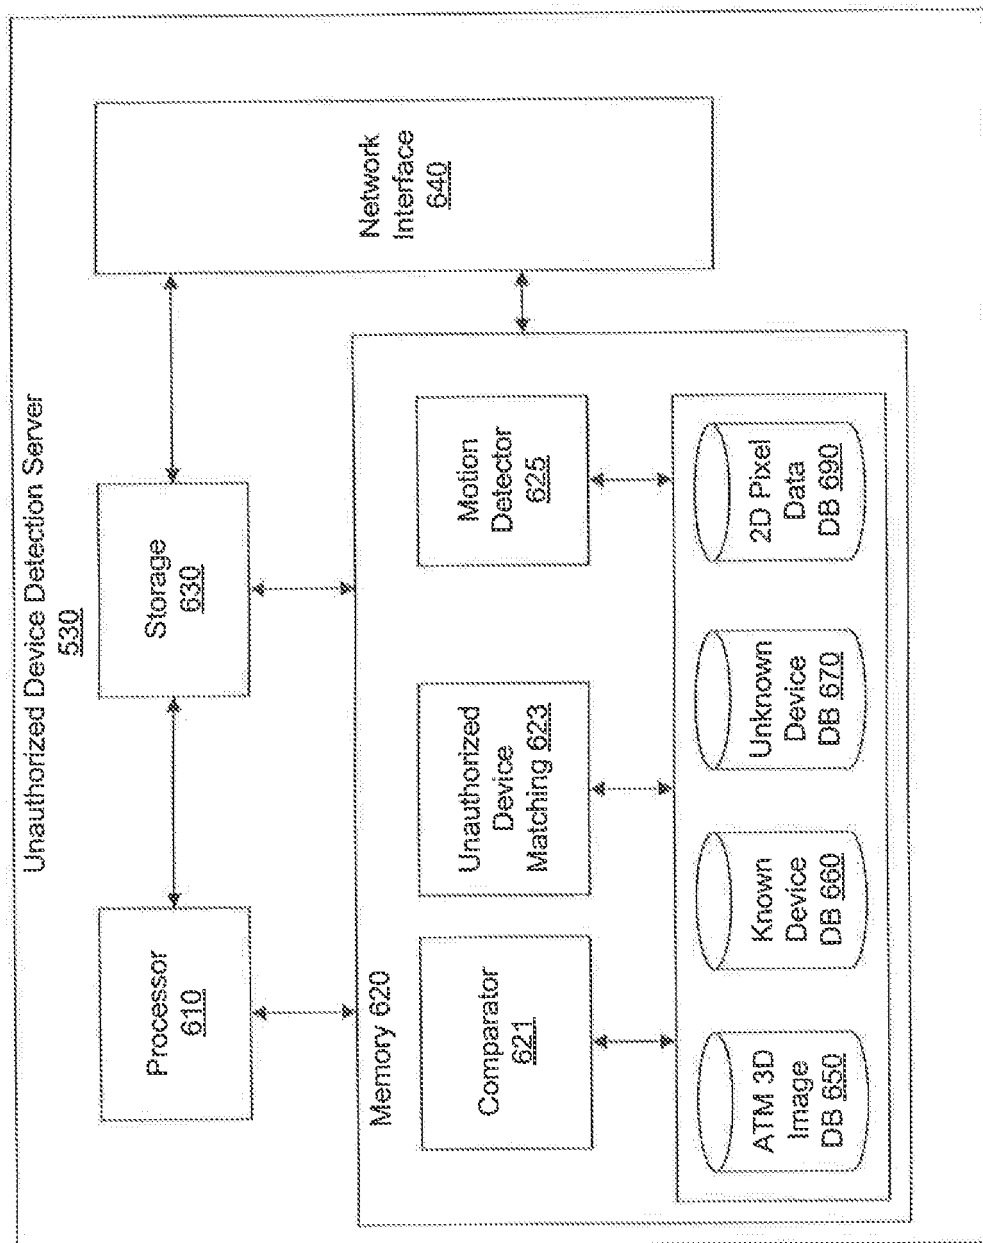 Unauthorized Device Detection Server
530
Processor
610
Storage
630
Network
Interface
640
Memory 620
Comparator
621
Unauthorized
Device
Matching 623
Motion
Detector
625
ATM 3D
Image
DB 650
Known
Device
DB 660
Unknown
Device
DB 670
2D Pixel
Data
DB 690